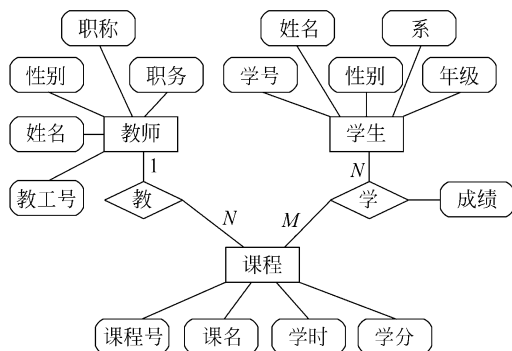 职称
姓名
系
性别
职务
学号
性别
年级
姓名
教师
学生
教工号
1
N
教
学
成绩
N
M
课程
课程号
课名
学时
学分